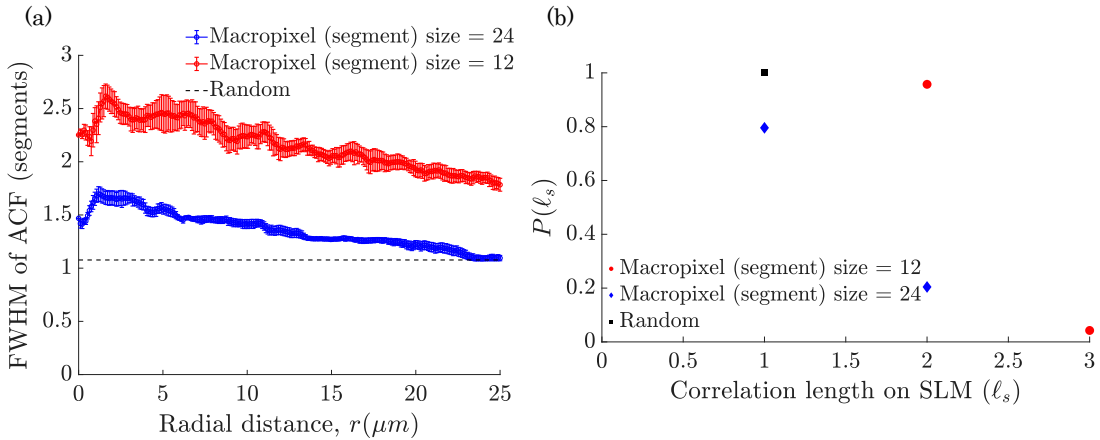 (a)
Macropixel (segment) size = 24
Macropixel (segment) size = 12
Random
FWHM of ACF (segments)
3
2.5
2
1.5
1
0.5
0
0 5 10 15 20 25
Radial distance, r(μm)
(b)
P(ℓs)
1
0.8
0.6
0.4
0.2
0
Macropixel (segment) size = 12
Macropixel (segment) size = 24
Random
0 0.5 1 1.5 2 2.5 3
Correlation length on SLM (ℓs)